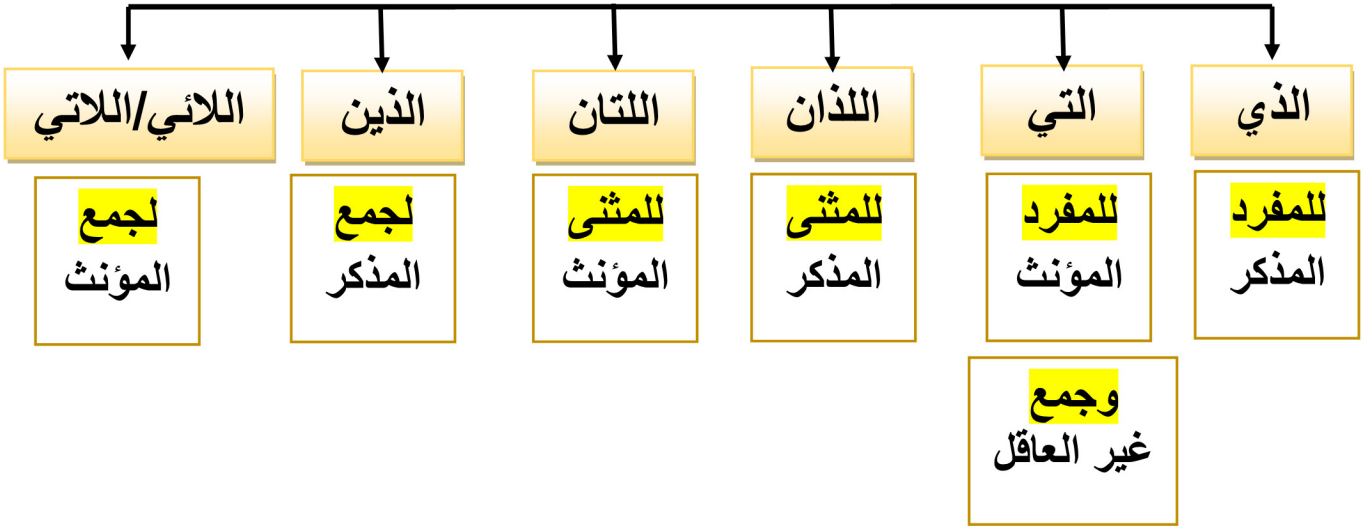 الذي
التي
اللذان
اللتان
الذين
اللائي/اللاتي
للمفرد
المذكر
للمفرد
المؤنث
للمثنى
المذكر
للمثنى
المؤنث
لجمع
المذكر
لجمع
المؤنث
وجمع
غير العاقل